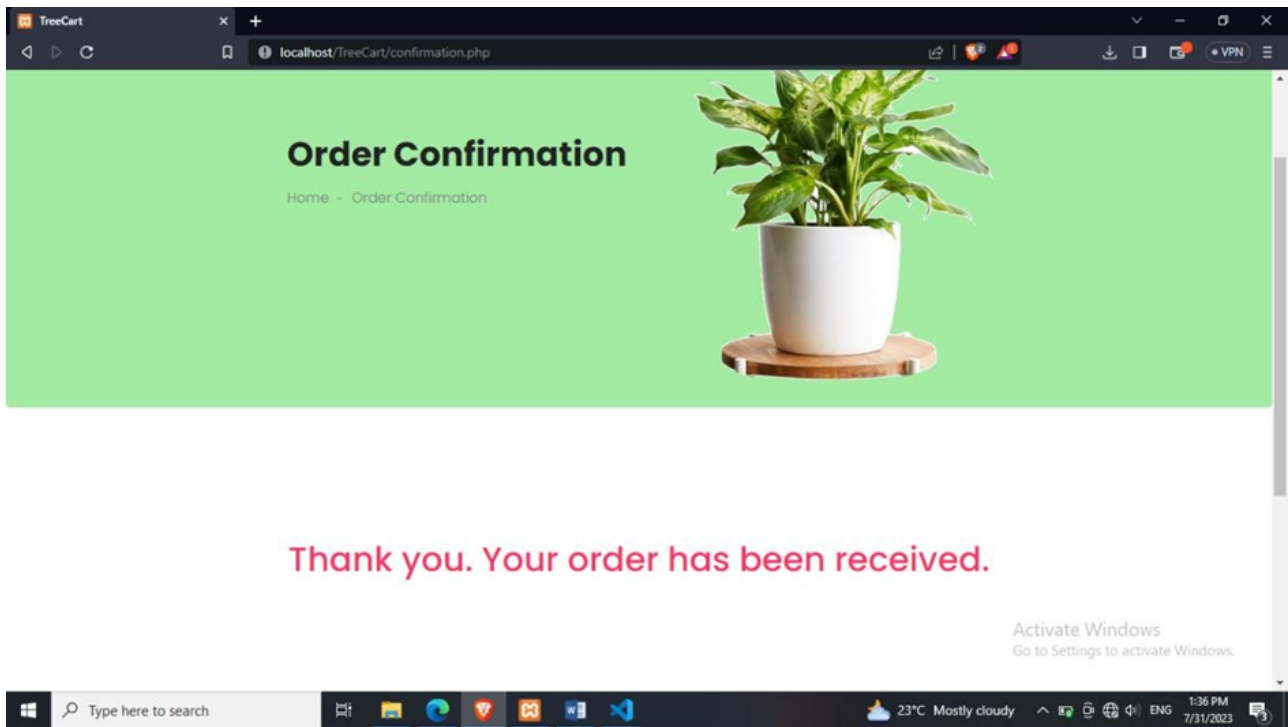 TreeCart
localhost/TreeCart/confirmation.php
VPN
Order Confirmation
Home - Order Confirmation
Thank you. Your order has been received.
Activate Windows
Go to Settings to activate Windows.
Type here to search
23°C Mostly cloudy
ENG
1:36 PM
7/31/2023